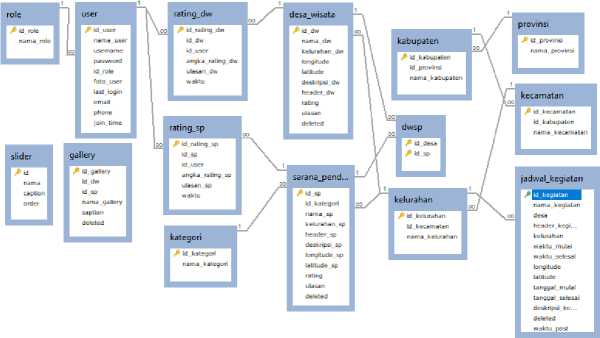 role
id_role
nama_role
user
id_user
nama_user
username
password
id_role
foto_user
last_login
email
phone
join_time
rating_dw
id_rating_dw
id_dw
id_user
angka_rating_dw
ulasan_dw
waktu
desa_wisata
id_dw
nama_dw
kelurahan_dw
longitude
latitude
deskripsi_dw
header_dw
rating
ulasan
deleted
kabupaten
id_kabupaten
id_provinsi
nama_kabupaten
provinsi
id_provinsi
nama_provinsi
kecamatan
id_kecamatan
id_kabupaten
nama_kecamatan
slider
id
nama
caption
order
gallery
id_gallery
id_dw
id_sp
nama_gallery
caption
deleted
rating_sp
id_rating_sp
id_sp
id_user
angka_rating_sp
ulasan_sp
waktu
kategori
id_kategori
nama_kategori
sarana_pend...
id_sp
id_kategori
nama_sp
kelurahan_sp
header_sp
deskripsi_sp
longitude_sp
latitude_sp
rating
ulasan
deleted
dwsp
id_desa
id_sp
kelurahan
id_kelurahan
id_kecamatan
nama_kelurahan
jadwal_kegiatan
id_kegiatan
nama_kegiatan
desa
header_kegi...
kelurahan
waktu_mulai
waktu_selesai
longitude
latitude
tanggal_mulai
tanggal_selesai
deskripsi_ke...
deleted
waktu_post